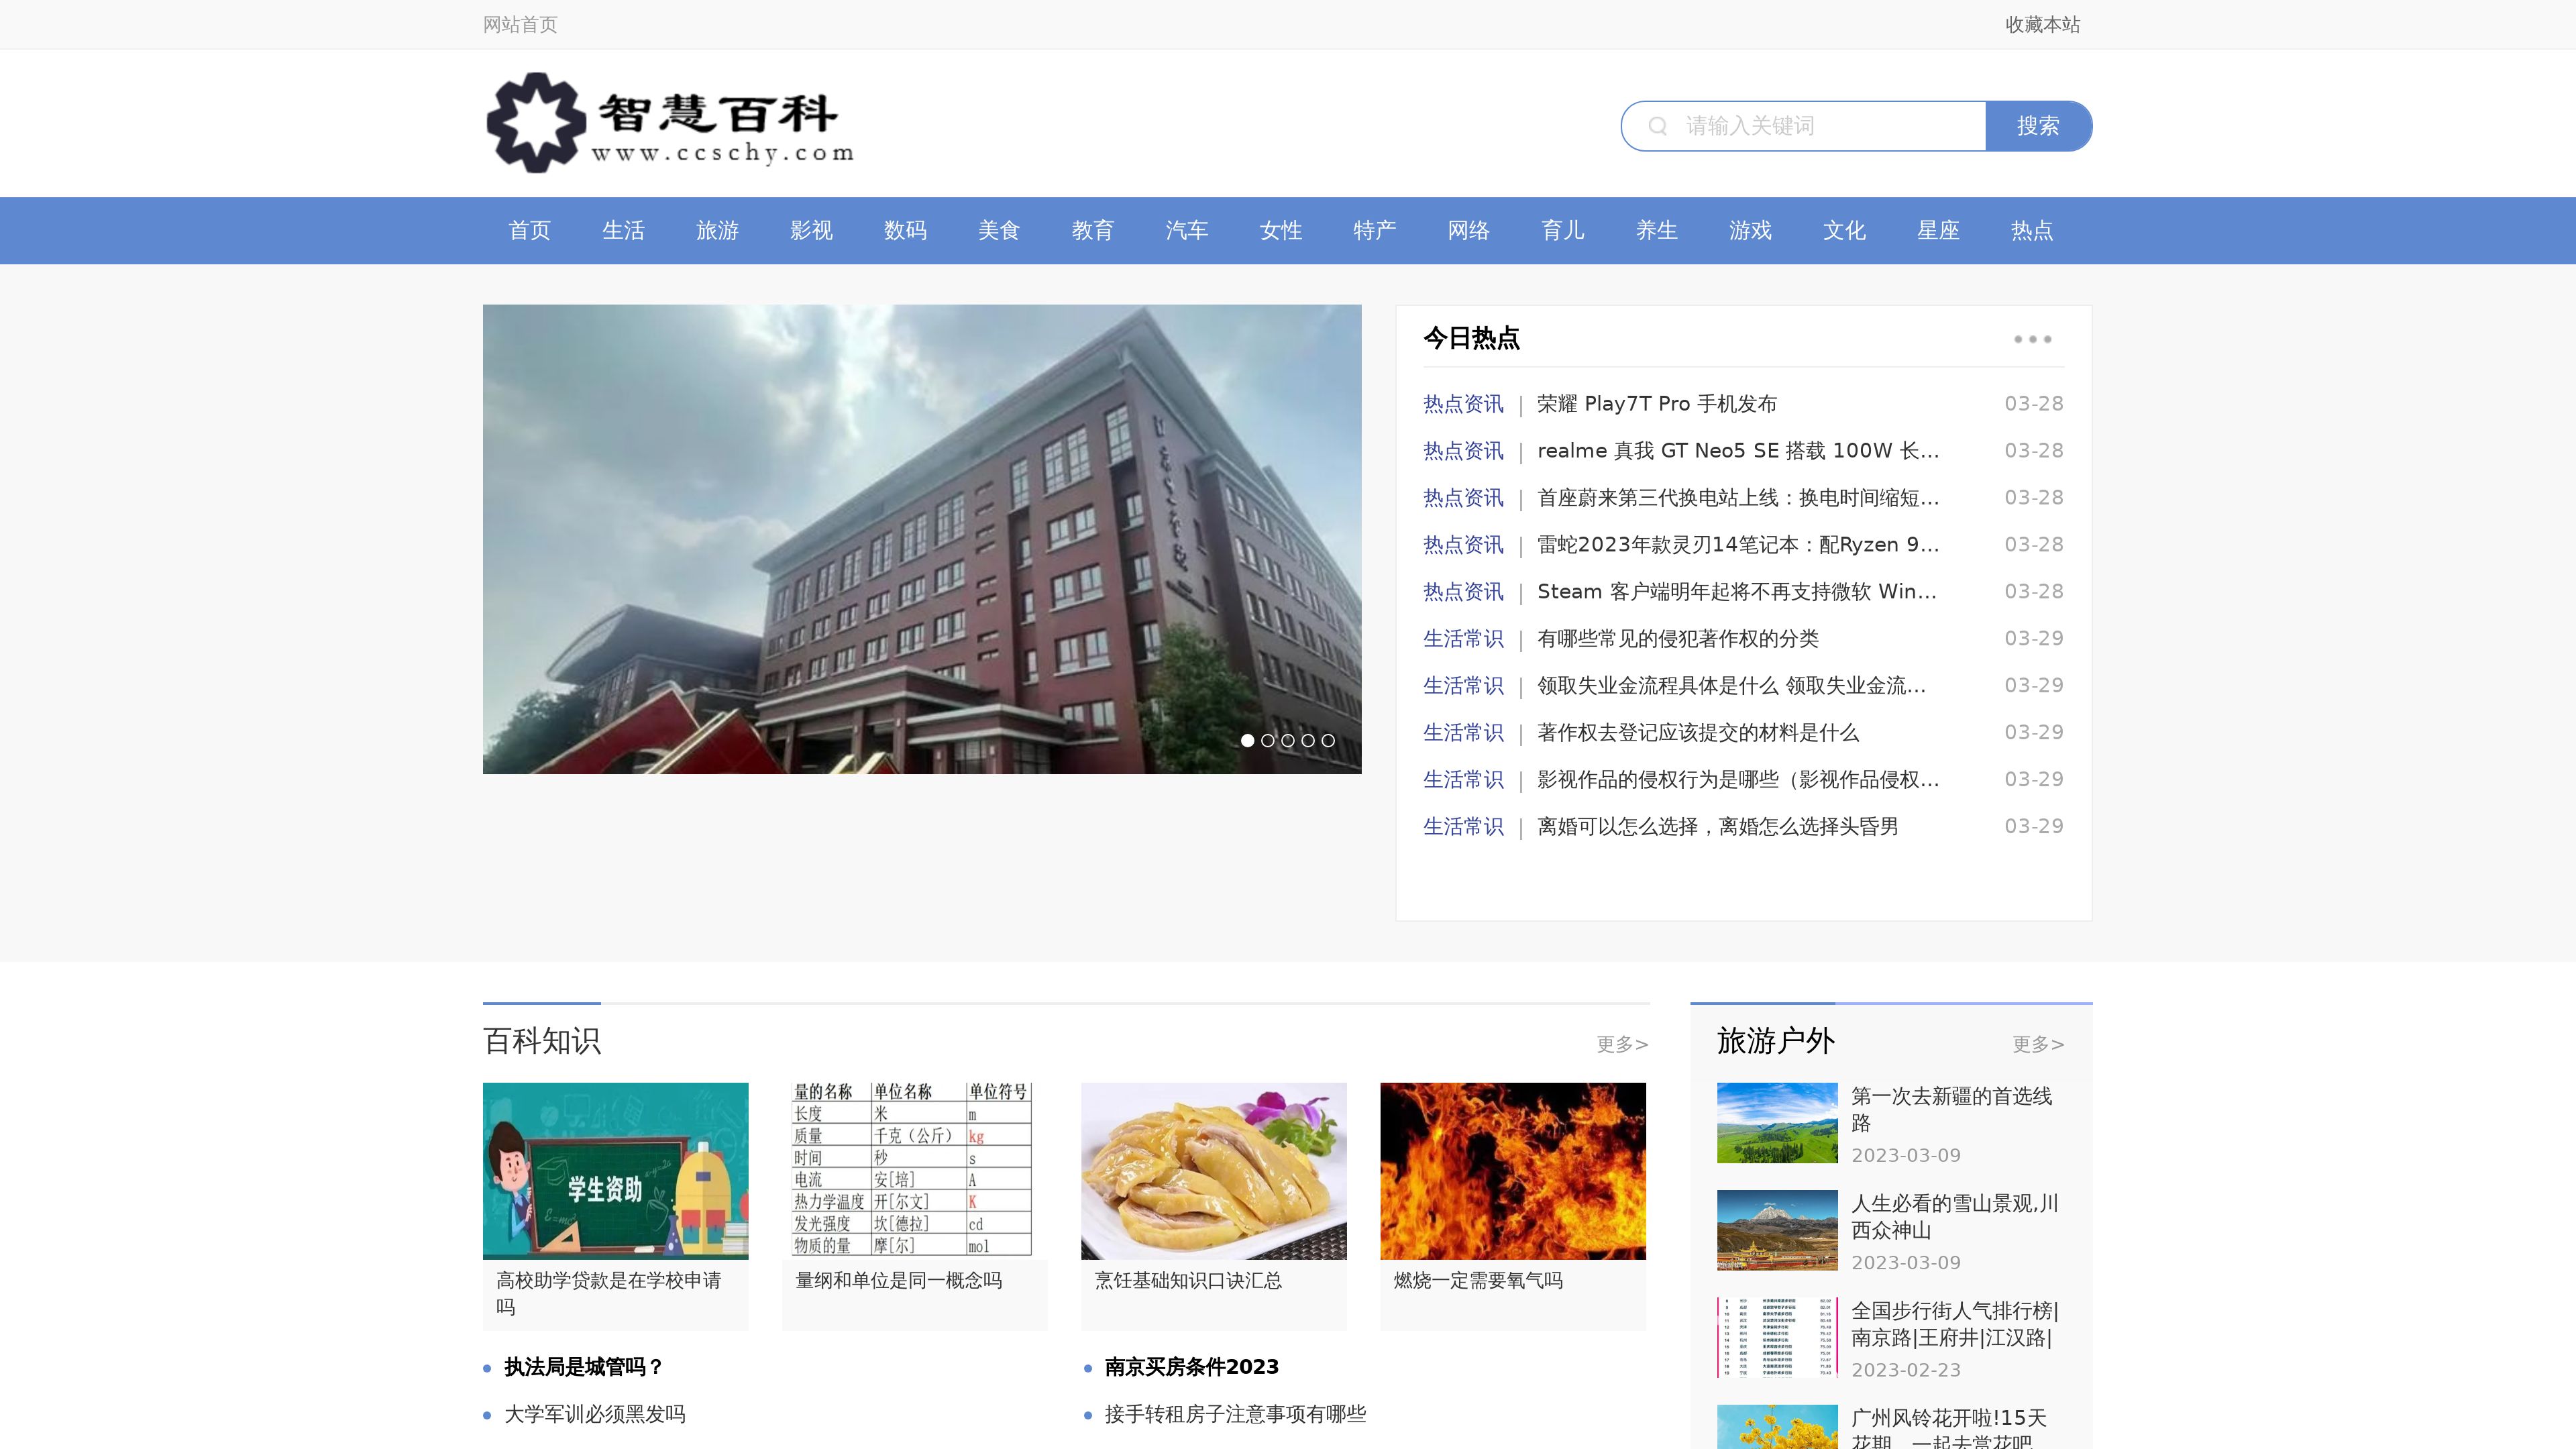 网站首页
收藏本站
智慧百科
www.ccschy.com
请输入关键词
搜索
首页 生活 旅游 影视 数码 美食 教育 汽车 女性 特产 网络 育儿 养生 游戏 文化 星座 热点
今日热点
热点资讯 | 荣耀 Play7T Pro 手机发布 03-28
热点资讯 | realme 真我 GT Neo5 SE 搭载 100W 长... 03-28
热点资讯 | 首座蔚来第三代换电站上线：换电时间缩短... 03-28
热点资讯 | 雷蛇2023年款灵刃14笔记本：配Ryzen 9... 03-28
热点资讯 | Steam 客户端明年起将不再支持微软 Win... 03-28
生活常识 | 有哪些常见的侵犯著作权的分类 03-29
生活常识 | 领取失业金流程具体是什么 领取失业金流... 03-29
生活常识 | 著作权去登记应该提交的材料是什么 03-29
生活常识 | 影视作品的侵权行为是哪些（影视作品侵权... 03-29
生活常识 | 离婚可以怎么选择，离婚怎么选择头昏男 03-29
百科知识
更多>
学生资助
E=mc²
高校助学贷款是在学校申请
吗
量的名称 单位名称 单位符号
长度 米 m
质量 千克（公斤） kg
时间 秒 s
电流 安[培] A
热力学温度 开[尔文] K
发光强度 坎[德拉] cd
物质的量 摩[尔] mol
量纲和单位是同一概念吗
烹饪基础知识口诀汇总
燃烧一定需要氧气吗
执法局是城管吗？
南京买房条件2023
大学军训必须黑发吗
接手转租房子注意事项有哪些
旅游户外
更多>
第一次去新疆的首选线
路
2023-03-09
人生必看的雪山景观,川
西众神山
2023-03-09
全国步行街人气排行榜|
南京路|王府井|江汉路|
2023-02-23
广州风铃花开啦!15天
花期，一起去赏花吧